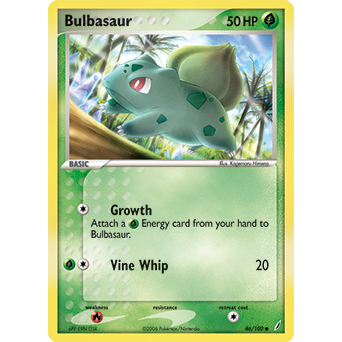 Bulbasaur 50 HP
BASIC
Illus. Kagemaru Himeno
Growth
Attach a Energy card from your hand to
Bulbasaur.
Vine Whip 20
weakness resistance retreat cost
©2006 Pokémon/Nintendo 46/100